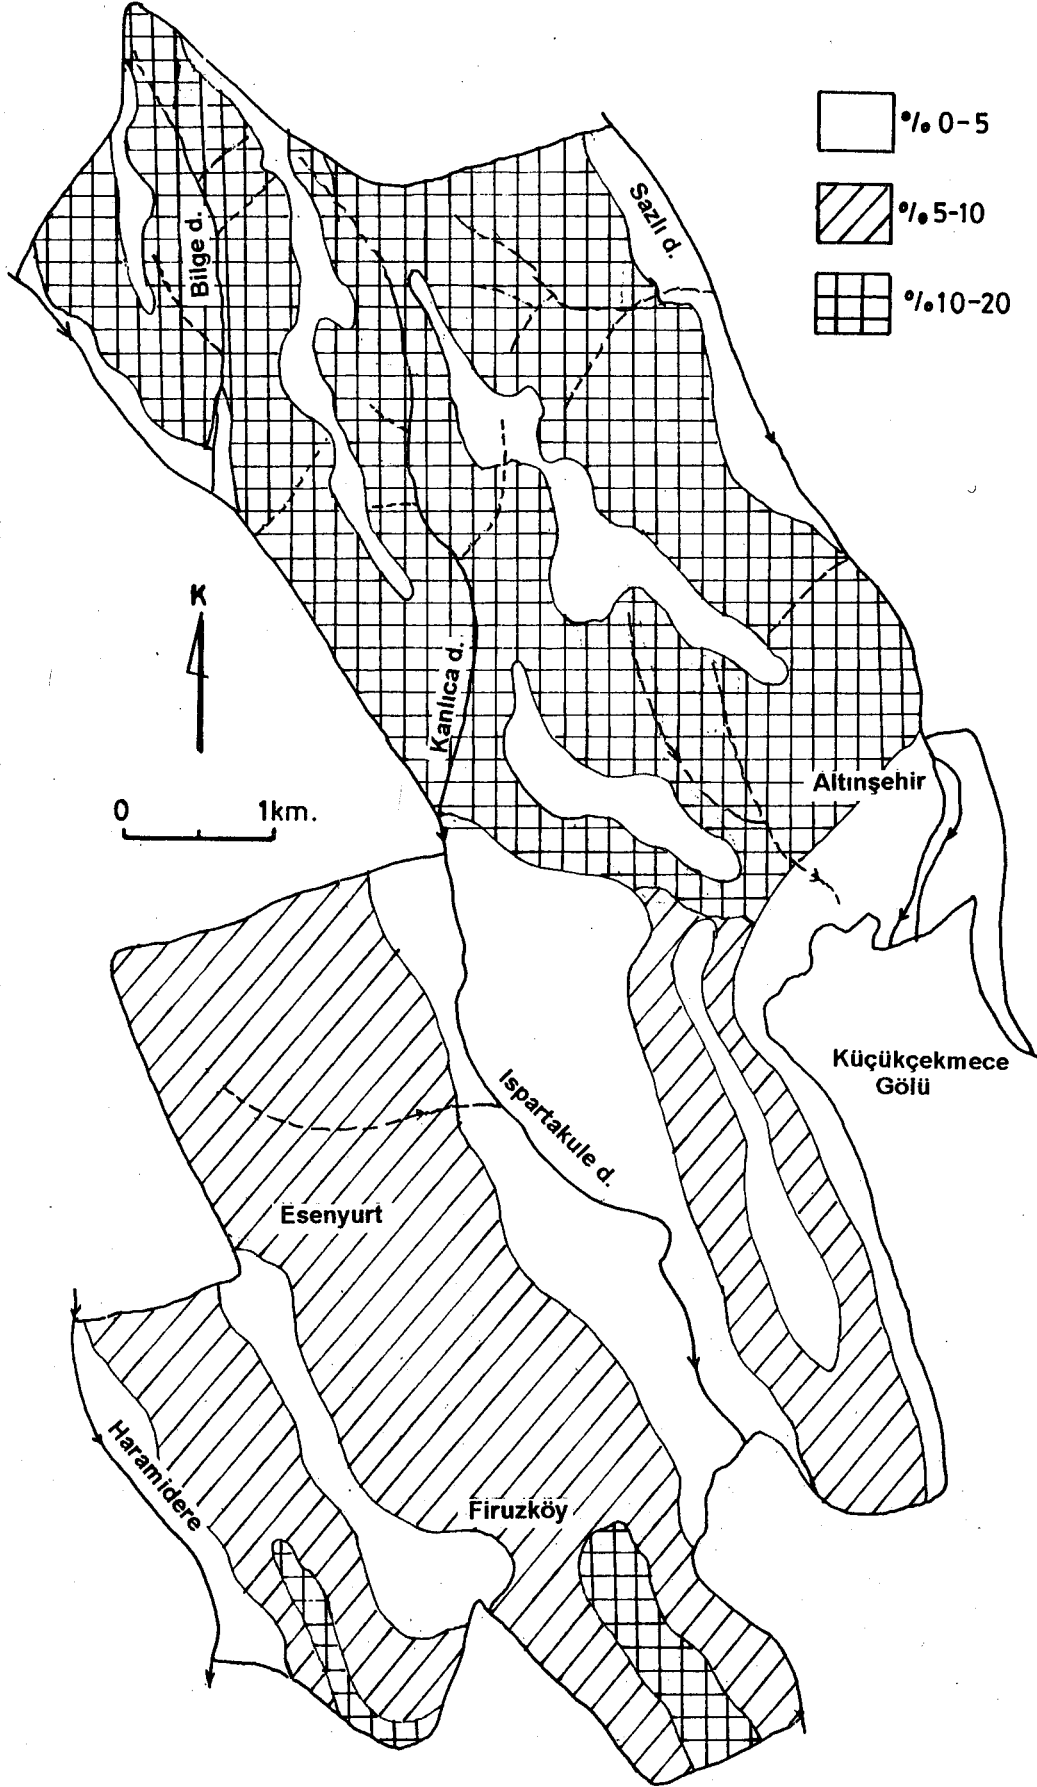 % 0-5
% 5-10
% 10-20
Sazlı d.
Bilge d.
K
Kanlıca d.
Altınşehir
0 1km.
Küçükçekmece
Gölü
Ispartakule d.
Esenyurt
Haramidere
Firuzköy